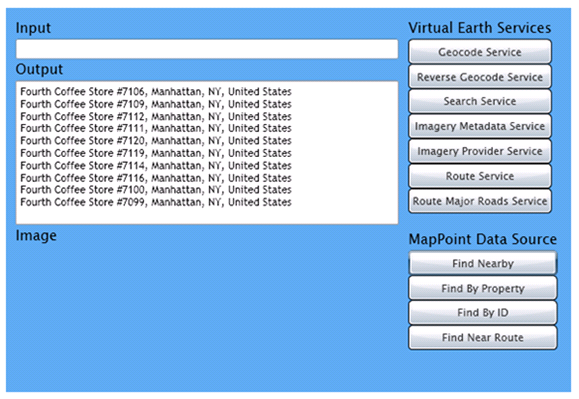 Input
Output
Fourth Coffee Store #7106, Manhattan, NY, United States
Fourth Coffee Store #7109, Manhattan, NY, United States
Fourth Coffee Store #7112, Manhattan, NY, United States
Fourth Coffee Store #7111, Manhattan, NY, United States
Fourth Coffee Store #7120, Manhattan, NY, United States
Fourth Coffee Store #7119, Manhattan, NY, United States
Fourth Coffee Store #7114, Manhattan, NY, United States
Fourth Coffee Store #7116, Manhattan, NY, United States
Fourth Coffee Store #7100, Manhattan, NY, United States
Fourth Coffee Store #7099, Manhattan, NY, United States
Image
Virtual Earth Services
Geocode Service
Reverse Geocode Service
Search Service
Imagery Metadata Service
Imagery Provider Service
Route Service
Route Major Roads Service
MapPoint Data Source
Find Nearby
Find By Property
Find By ID
Find Near Route